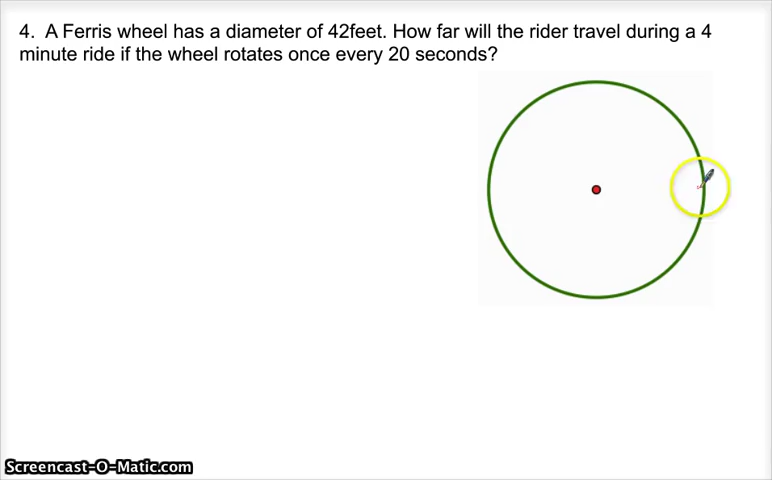 4. A Ferris wheel has a diameter of 42feet. How far will the rider travel during a 4
minute ride if the wheel rotates once every 20 seconds?
Screencast-O-Matic.com